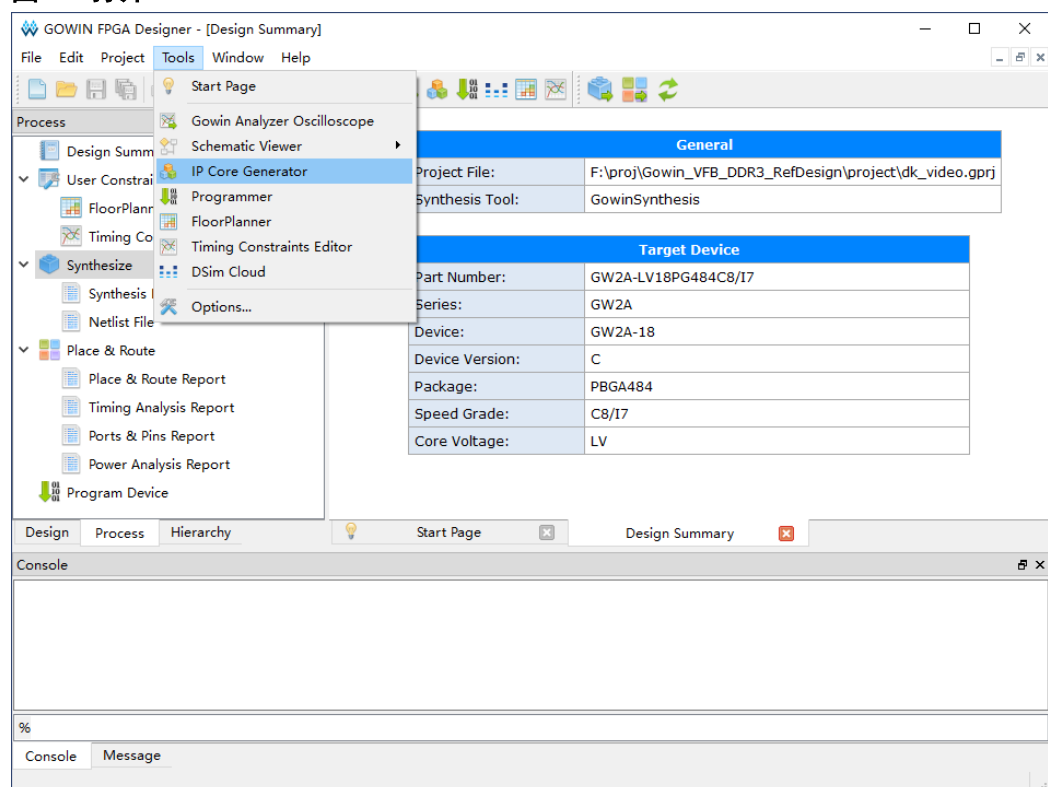 GOWIN FPGA Designer - [Design Summary]
File Edit Project Tools Window Help
Start Page
Gowin Analyzer Oscilloscope
Schematic Viewer
IP Core Generator
Programmer
FloorPlanner
Timing Constraints Editor
DSim Cloud
Options...
Process
Design Summ
User Constrai
FloorPlann
Timing Co
Synthesize
Synthesis
Netlist File
Place & Route
Place & Route Report
Timing Analysis Report
Ports & Pins Report
Power Analysis Report
Program Device
Design Process Hierarchy
General
Project File: F:\proj\Gowin_VFB_DDR3_RefDesign\project\dk_video.gprj
Synthesis Tool: GowinSynthesis
Target Device
Part Number: GW2A-LV18PG484C8/I7
Series: GW2A
Device: GW2A-18
Device Version: C
Package: PBGA484
Speed Grade: C8/I7
Core Voltage: LV
Start Page Design Summary
Console
%
Console Message